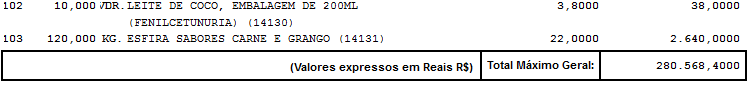 102 10,000 VDR. LEITE DE COCO, EMBALAGEM DE 200ML 3,8000 38,0000
(FENILCETUNURIA) (14130)
103 120,000 KG. ESFIRA SABORES CARNE E GRANGO (14131) 22,0000 2.640,0000
(Valores expressos em Reais R$) Total Máximo Geral: 280.568,4000